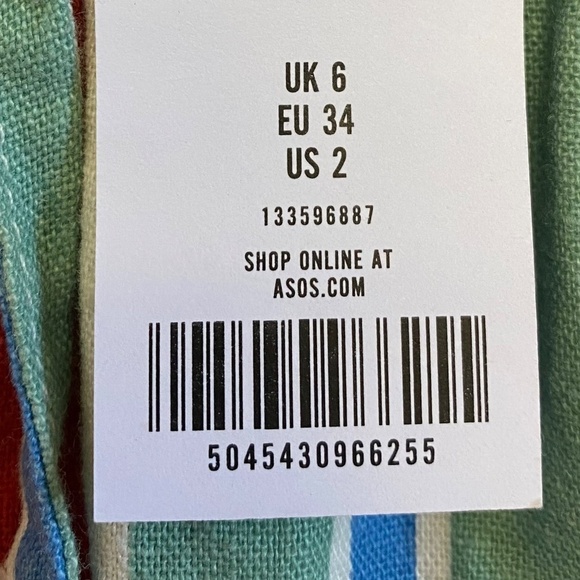 UK 6
EU 34
US 2
133596887
SHOP ONLINE AT
ASOS.COM
5045430966255